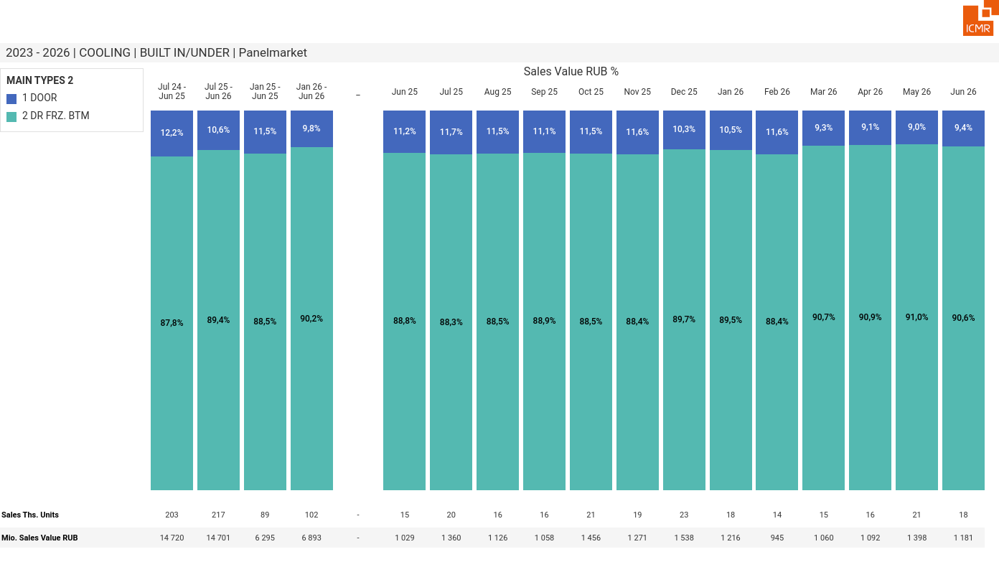 ICMR
2023 - 2026 | COOLING | BUILT IN/UNDER | Panelmarket
MAIN TYPES 2
1 DOOR
2 DR FRZ. BTM
Sales Value RUB %
Jul 24 - Jun 25 Jul 25 - Jun 26 Jan 25 - Jun 25 Jan 26 - Jun 26 – Jun 25 Jul 25 Aug 25 Sep 25 Oct 25 Nov 25 Dec 25 Jan 26 Feb 26 Mar 26 Apr 26 May 26 Jun 26
12,2% 10,6% 11,5% 9,8% 11,2% 11,7% 11,5% 11,1% 11,5% 11,6% 10,3% 10,5% 11,6% 9,3% 9,1% 9,0% 9,4%
87,8% 89,4% 88,5% 90,2% 88,8% 88,3% 88,5% 88,9% 88,5% 88,4% 89,7% 89,5% 88,4% 90,7% 90,9% 91,0% 90,6%
Sales Ths. Units 203 217 89 102 - 15 20 16 16 21 19 23 18 14 15 16 21 18
Mio. Sales Value RUB 14 720 14 701 6 295 6 893 - 1 029 1 360 1 126 1 058 1 456 1 271 1 538 1 216 945 1 060 1 092 1 398 1 181